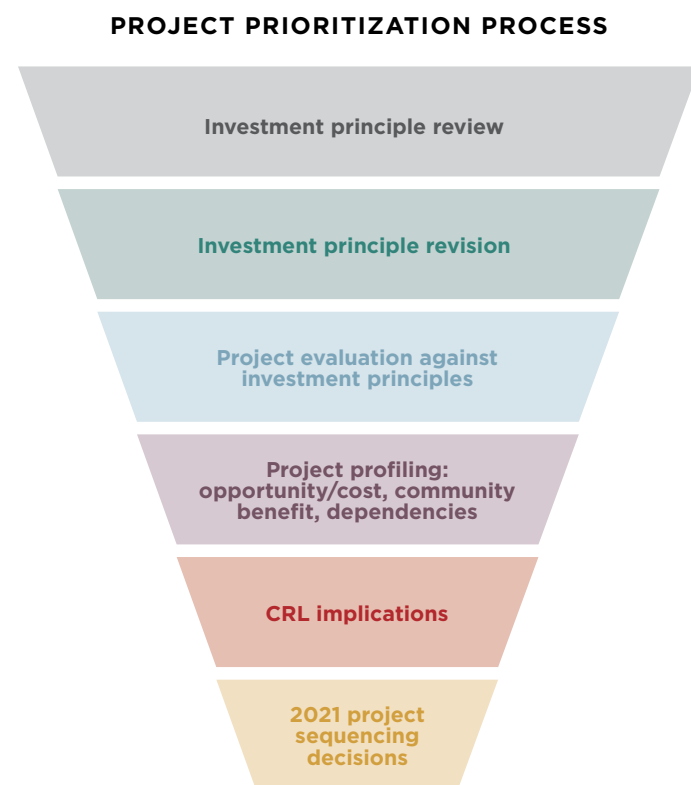 PROJECT PRIORITIZATION PROCESS
Investment principle review
Investment principle revision
Project evaluation against
investment principles
Project profiling:
opportunity/cost, community
benefit, dependencies
CRL implications
2021 project
sequencing
decisions